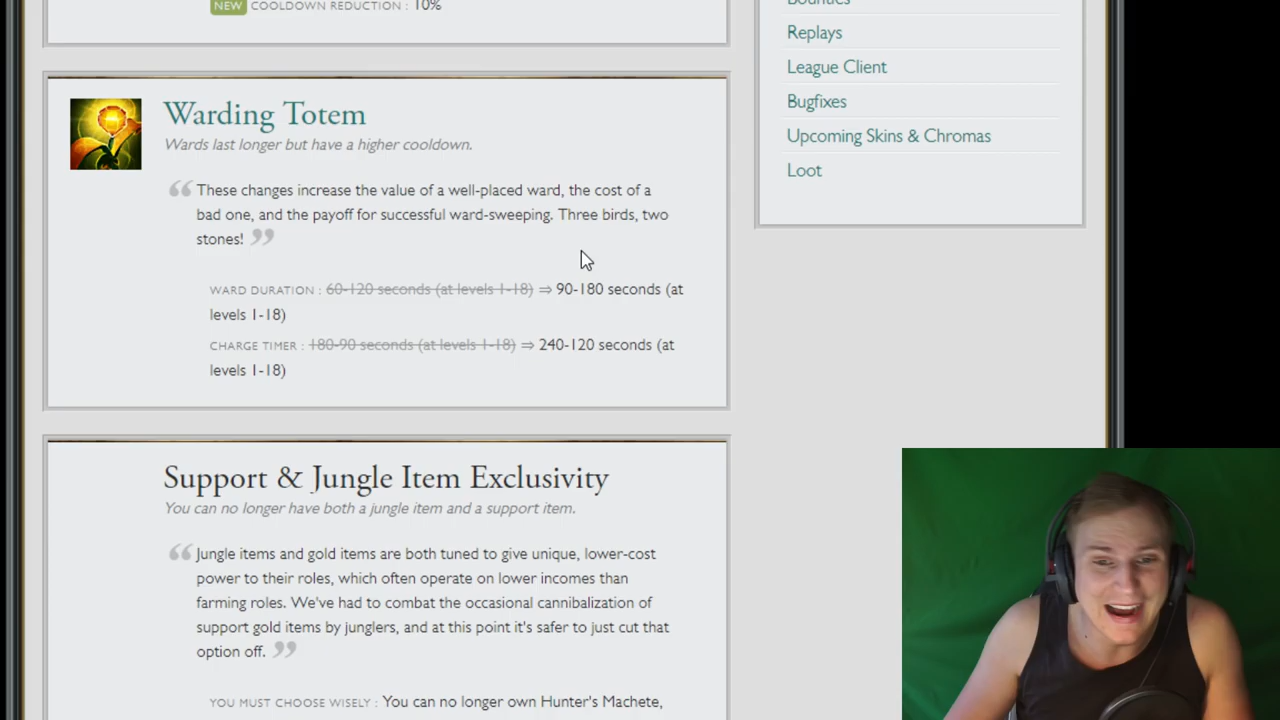 NEW COOLDOWN REDUCTION : 10%
Replays
League Client
Bugfixes
Upcoming Skins & Chromas
Loot
Warding Totem
Wards last longer but have a higher cooldown.
“ These changes increase the value of a well-placed ward, the cost of a
bad one, and the payoff for successful ward-sweeping. Three birds, two
stones! ”
WARD DURATION : 60-120 seconds (at levels 1-18) ⇒ 90-180 seconds (at
levels 1-18)
CHARGE TIMER : 180-90 seconds (at levels 1-18) ⇒ 240-120 seconds (at
levels 1-18)
Support & Jungle Item Exclusivity
You can no longer have both a jungle item and a support item.
“ Jungle items and gold items are both tuned to give unique, lower-cost
power to their roles, which often operate on lower incomes than
farming roles. We've had to combat the occasional cannibalization of
support gold items by junglers, and at this point it's safer to just cut that
option off. ”
YOU MUST CHOOSE WISELY : You can no longer own Hunter's Machete,